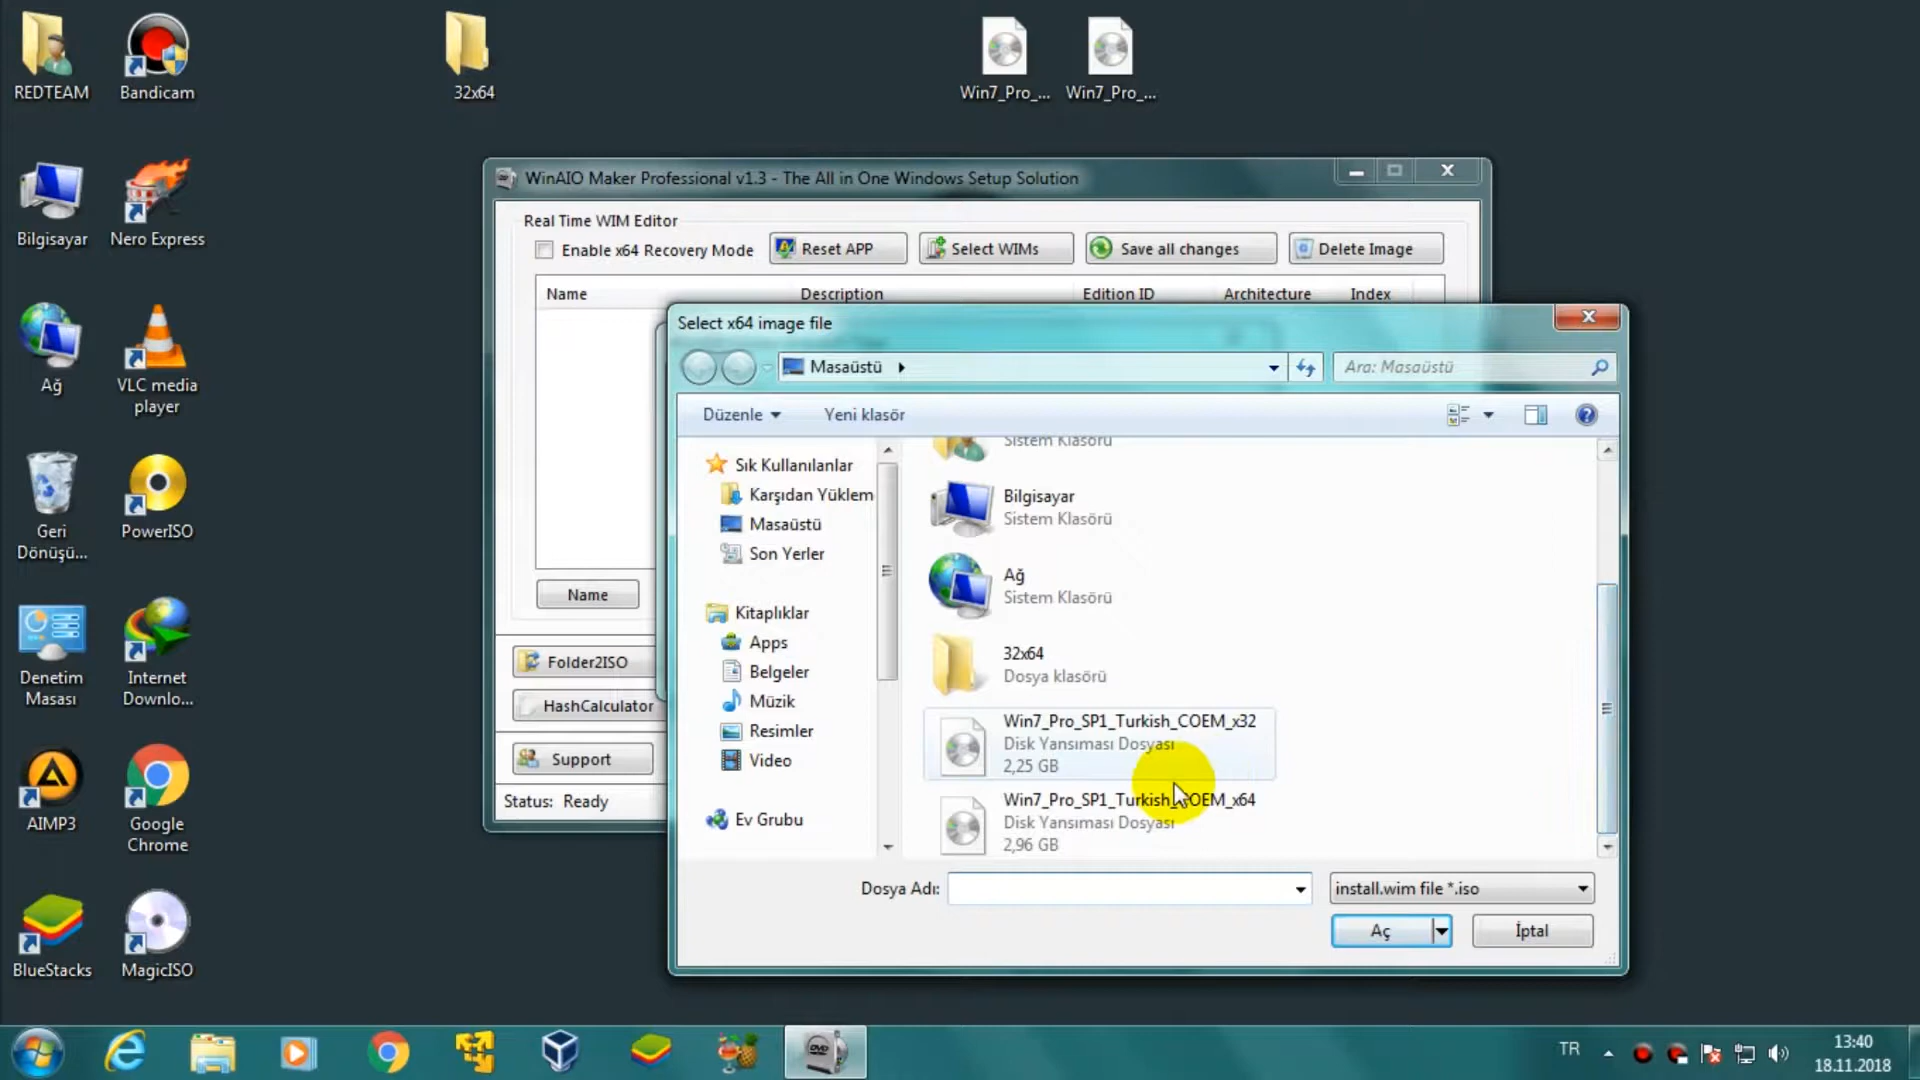 REDTEAM
Bandicam
32x64
Win7_Pro_...
Win7_Pro_...
Bilgisayar
Nero Express
Ağ
VLC media
player
Geri
Dönüşü...
PowerISO
Denetim
Masası
Internet
Downlo...
AIMP3
Google
Chrome
BlueStacks
MagicISO
WinAIO Maker Professional v1.3 - The All in One Windows Setup Solution
Real Time WIM Editor
Enable x64 Recovery Mode
Reset APP
Select WIMs
Save all changes
Delete Image
Name
Description
Edition ID
Architecture
Index
Name
Folder2ISO
HashCalculator
Support
Status: Ready
Select x64 image file
Masaüstü
Ara: Masaüstü
Düzenle
Yeni klasör
Sık Kullanılanlar
Karşıdan Yüklem
Masaüstü
Son Yerler
Kitaplıklar
Apps
Belgeler
Müzik
Resimler
Video
Ev Grubu
Sistem Klasörü
Bilgisayar
Sistem Klasörü
Ağ
Sistem Klasörü
32x64
Dosya klasörü
Win7_Pro_SP1_Turkish_COEM_x32
Disk Yansıması Dosyası
2,25 GB
Win7_Pro_SP1_Turkish_COEM_x64
Disk Yansıması Dosyası
2,96 GB
Dosya Adı:
install.wim file *.iso
Aç
İptal
TR
13:40
18.11.2018